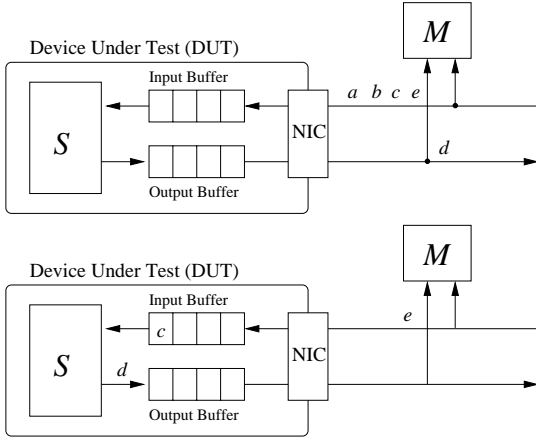 M
Device Under Test (DUT)
Input Buffer
a b c e
S
NIC
d
Output Buffer
M
Device Under Test (DUT)
Input Buffer
c
e
S
NIC
d
Output Buffer